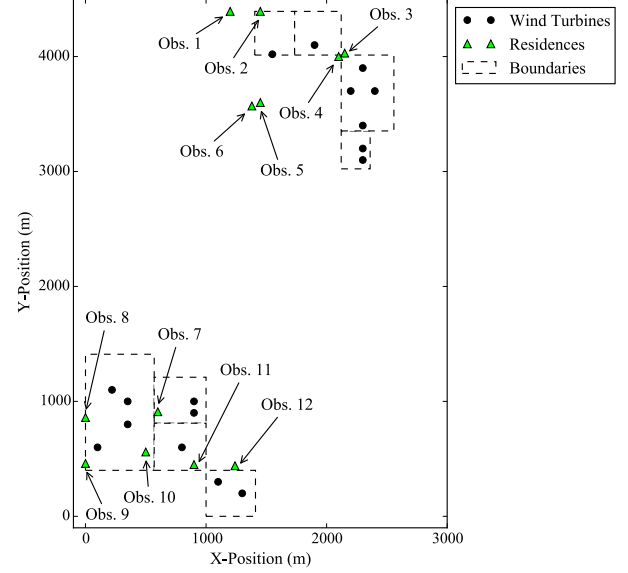 Wind Turbines
Residences
Boundaries
Obs. 1
Obs. 2
Obs. 3
Obs. 4
Obs. 6
Obs. 5
Obs. 8
Obs. 7
Obs. 11
Obs. 12
Obs. 10
Obs. 9
4000
3000
2000
1000
0
Y-Position (m)
0
1000
2000
3000
X-Position (m)